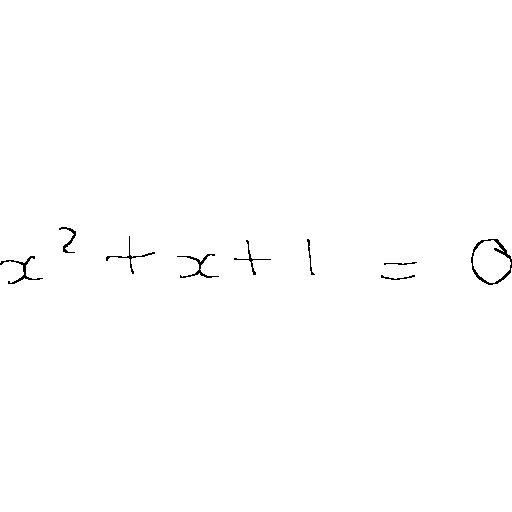 x² + x + 1 = 0